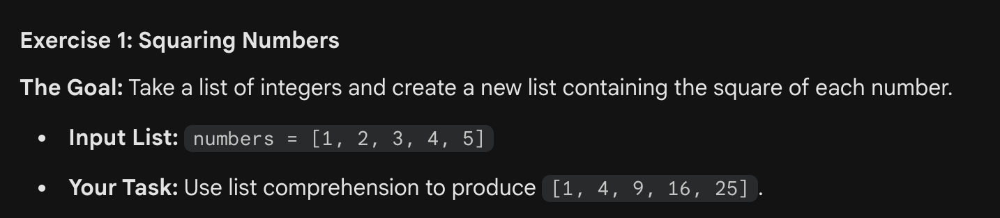 Exercise 1: Squaring Numbers
The Goal: Take a list of integers and create a new list containing the square of each number.
• Input List: numbers = [1, 2, 3, 4, 5]
• Your Task: Use list comprehension to produce [1, 4, 9, 16, 25].